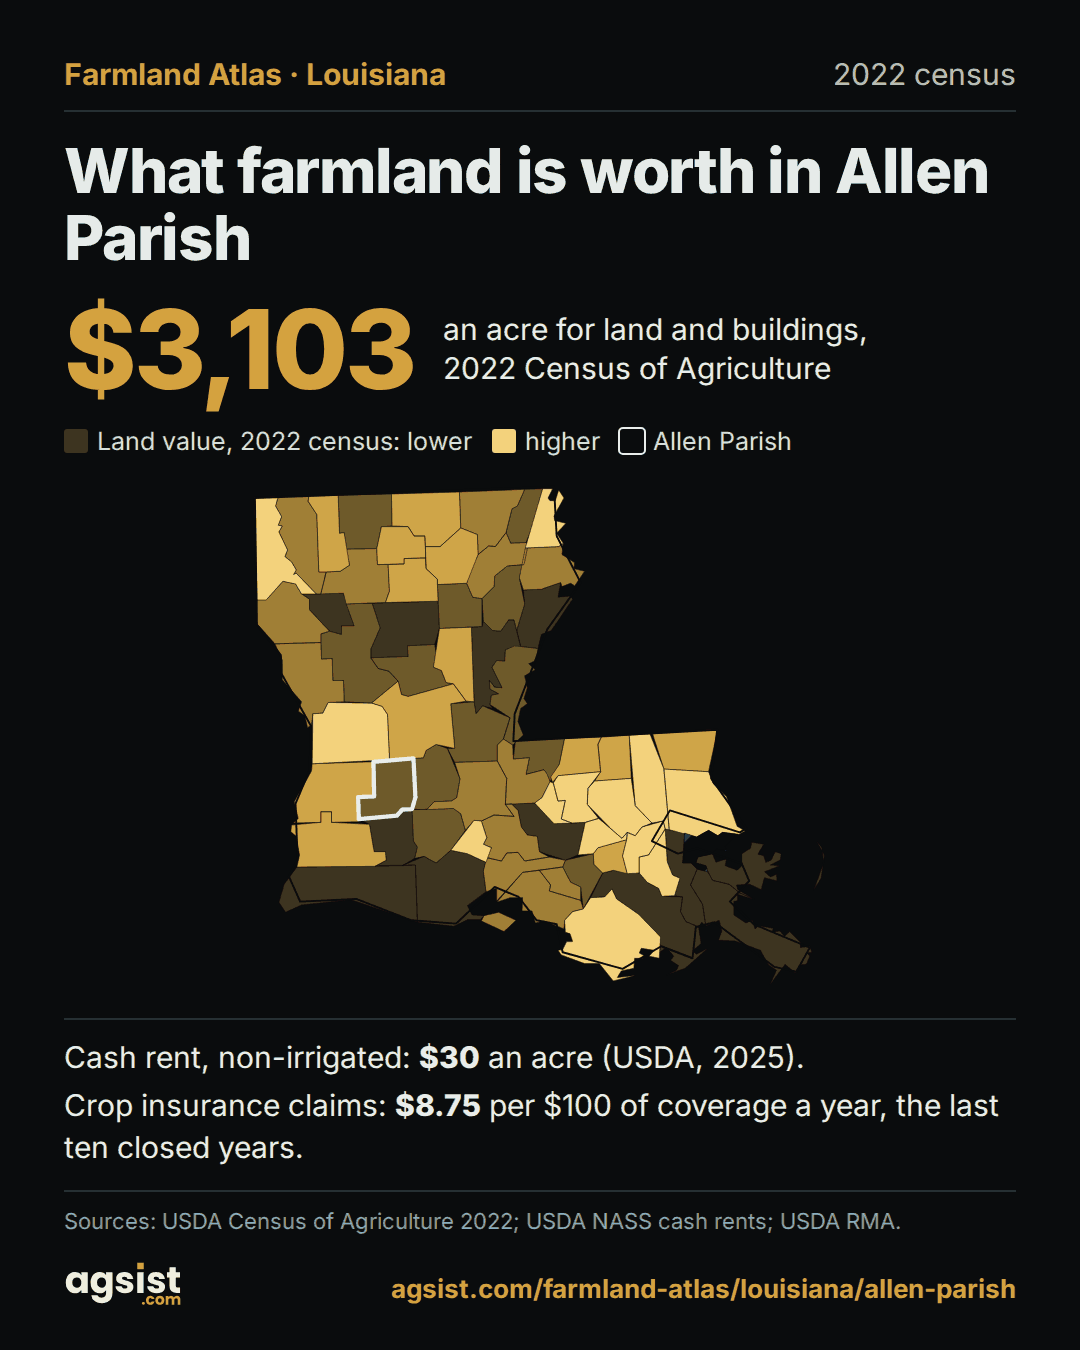 Farmland Atlas · Louisiana
2022 census
What farmland is worth in Allen
Parish
$3,103
an acre for land and buildings,
2022 Census of Agriculture
Land value, 2022 census: lower
higher
Allen Parish
Cash rent, non-irrigated: $30 an acre (USDA, 2025).
Crop insurance claims: $8.75 per $100 of coverage a year, the last
ten closed years.
Sources: USDA Census of Agriculture 2022; USDA NASS cash rents; USDA RMA.
agsist
.com
agsist.com/farmland-atlas/louisiana/allen-parish